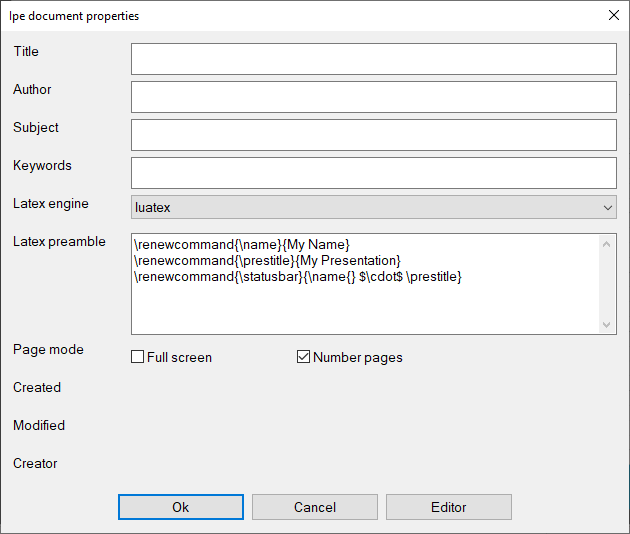 Ipe document properties
Title
Author
Subject
Keywords
Latex engine
luatex
Latex preamble
\renewcommand{\name}{My Name}
\renewcommand{\prestitle}{My Presentation}
\renewcommand{\statusbar}{\name{} $\cdot$ \prestitle}
Page mode
Full screen
Number pages
Created
Modified
Creator
Ok
Cancel
Editor